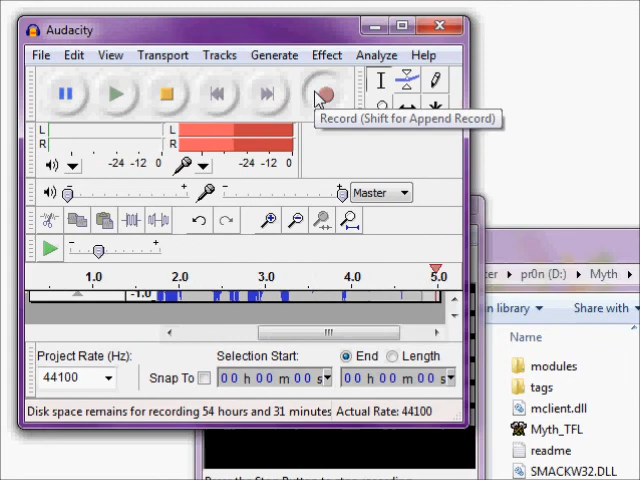 Audacity
File Edit View Transport Tracks Generate Effect Analyze Help
Record (Shift for Append Record)
L
R
-24 -12 0
L
R
-24 -12 0
Master
1.0 2.0 3.0 4.0 5.0
-1.0
Project Rate (Hz):
44100
Snap To
Selection Start:
End Length
00 h 00 m 00 s
00 h 00 m 00 s
Disk space remains for recording 54 hours and 31 minutes
Actual Rate: 44100
pr0n (D:) Myth
library Share with
Name
modules
tags
mclient.dll
Myth_TFL
readme
SMACKW32.DLL